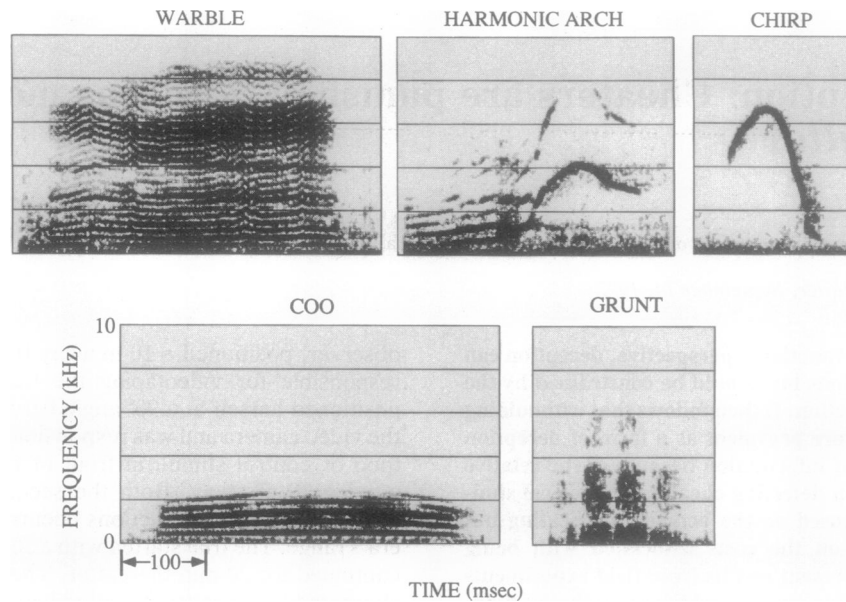 WARBLE
HARMONIC ARCH
CHIRP
COO
GRUNT
10
FREQUENCY (kHz)
0
100
TIME (msec)